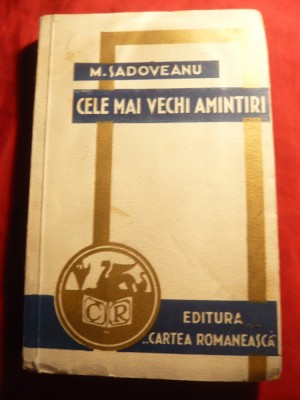 M. SADOVEANU
CELE MAI VECHI AMINTIRI
CR
EDITURA
„CARTEA ROMANEASCĂ